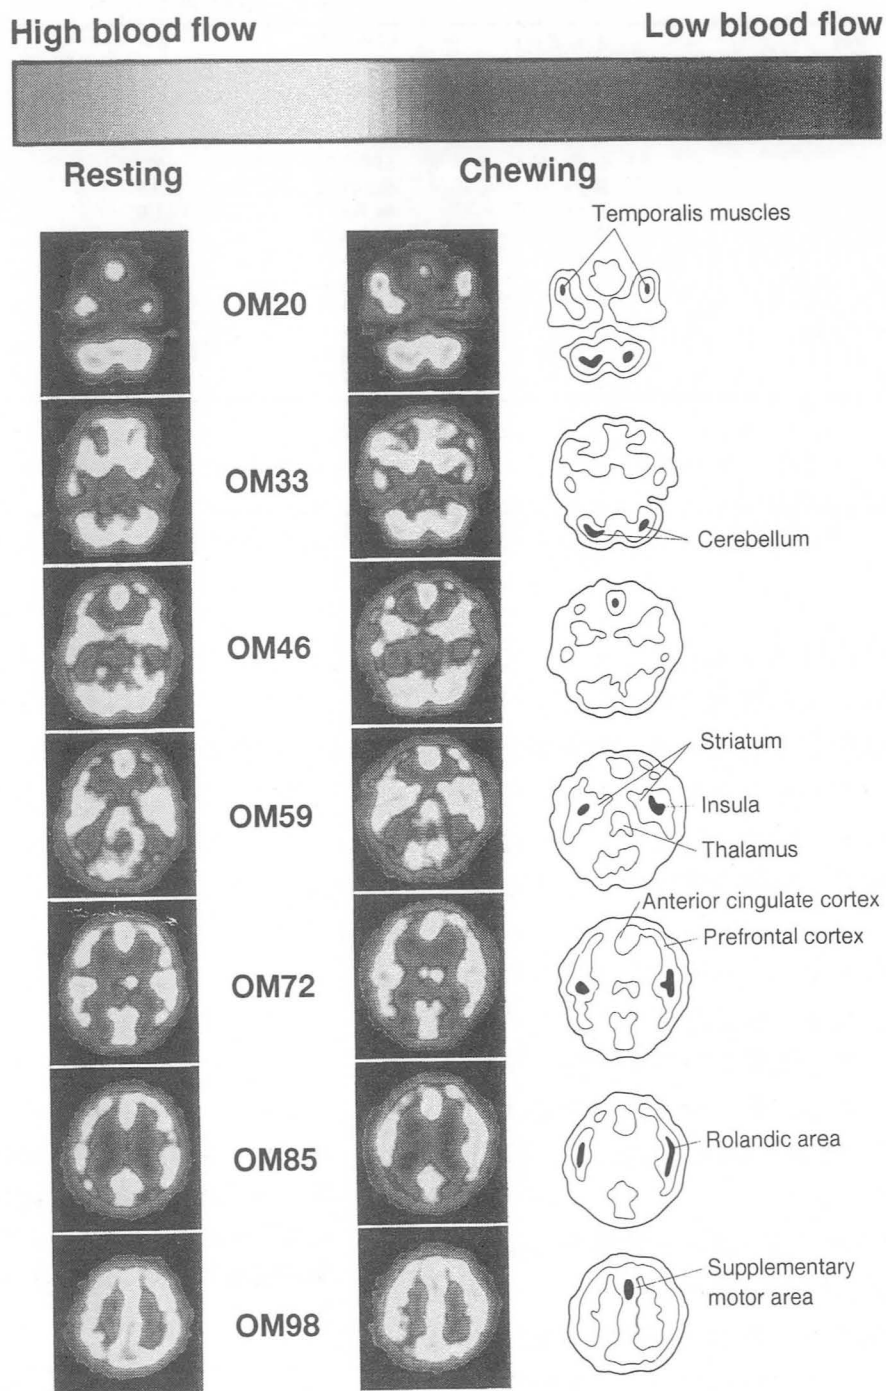 High blood flow
Low blood flow
Resting
Chewing
Temporalis muscles
OM20
OM33
Cerebellum
OM46
Striatum
OM59
Insula
Thalamus
Anterior cingulate cortex
Prefrontal cortex
OM72
OM85
Rolandic area
Supplementary
motor area
OM98